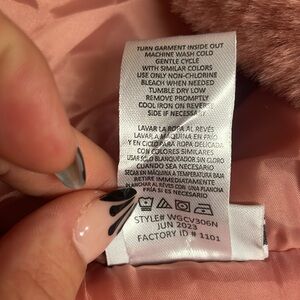 TURN GARMENT INSIDE OUT
MACHINE WASH COLD
GENTLE CYCLE
WITH SIMILAR COLORS
USE ONLY NON-CHLORINE
BLEACH WHEN NEEDED
TUMBLE DRY LOW
REMOVE PROMPTLY
COOL IRON ON REVERSE
SIDE IF NECESSARY
LAVAR LA ROPA AL REVÉS
LAVAR A MÁQUINA EN FRÍO
Y EN CICLO PARA ROPA DELICADA
CON COLORES SIMILARES
USAR SOLO BLANQUEADOR SIN CLORO
CUANDO SEA NECESARIO
SECAR EN MÁQUINA A TEMPERATURA BAJA
RETIRE INMEDIATAMENTE
PLANCHAR AL REVÉS CON UNA PLANCHA
FRÍA SI ES NECESARIO
STYLE# WGCV306N
JUN 2023
FACTORY ID # 1101